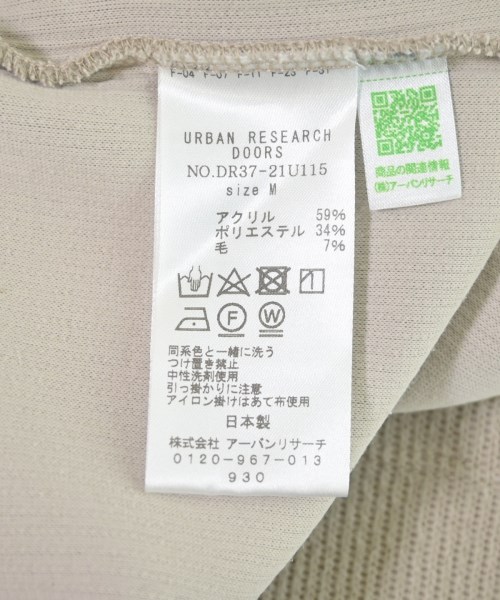 F-04 F-07 F-11 F-23 F-31
URBAN RESEARCH
DOORS
NO.DR37-21U115
size M
アクリル 59%
ポリエステル 34%
毛 7%
F W
同系色と一緒に洗う
つけ置き禁止
中性洗剤使用
引っ掛かりに注意
アイロン掛けはあて布使用
日本製
株式会社 アーバンリサーチ
0120-967-013
930
商品の関連情報
(株)アーバンリサーチ